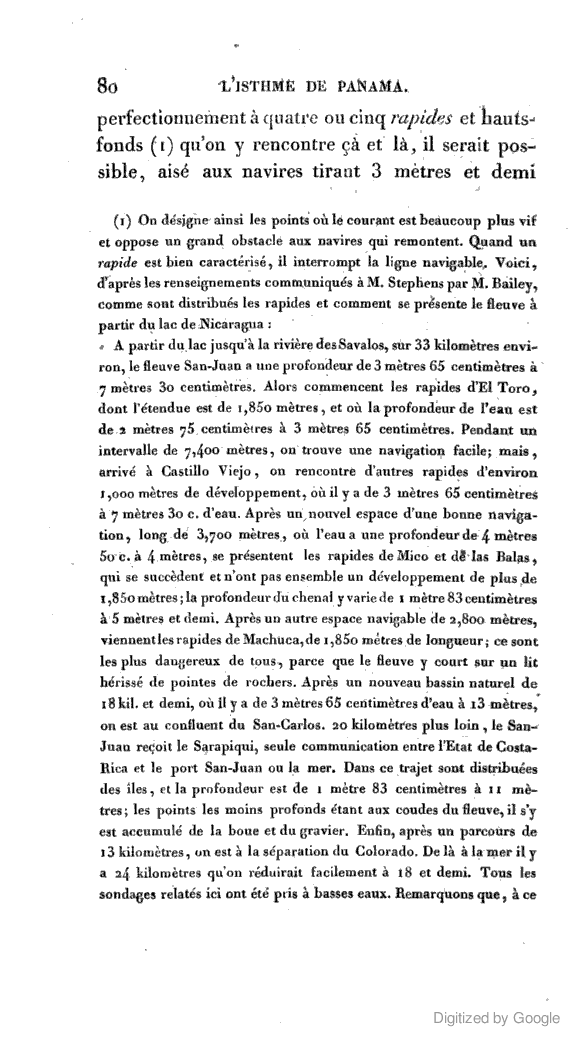 80 L'ISTHME DE PANAMA.
perfectionnement à quatre ou cinq rapides et hauts-
fonds (1) qu'on y rencontre çà et là, il serait pos-
sible, aisé aux navires tirant 3 mètres et demi
(1) On désigne ainsi les points où le courant est beaucoup plus vif
et oppose un grand obstacle aux navires qui remontent. Quand un
rapide est bien caractérisé, il interrompt la ligne navigable. Voici,
d'après les renseignements communiqués à M. Stephens par M. Bailey,
comme sont distribués les rapides et comment se présente le fleuve à
partir du lac de Nicaragua :
« A partir du lac jusqu'à la rivière des Savalos, sur 33 kilomètres envi-
ron, le fleuve San-Juan a une profondeur de 3 mètres 65 centimètres à
7 mètres 30 centimètres. Alors commencent les rapides d'El Toro,
dont l'étendue est de 1,850 mètres, et où la profondeur de l'eau est
de 2 mètres 75 centimètres à 3 mètres 65 centimètres. Pendant un
intervalle de 7,400 mètres, on trouve une navigation facile; mais,
arrivé à Castillo Viejo, on rencontre d'autres rapides d'environ
1,000 mètres de développement, où il y a de 3 mètres 65 centimètres
à 7 mètres 30 c. d'eau. Après un nouvel espace d'une bonne naviga-
tion, long de 3,700 mètres, où l'eau a une profondeur de 4 mètres
50 c. à 4 mètres, se présentent les rapides de Mico et de las Balas,
qui se succèdent et n'ont pas ensemble un développement de plus de
1,850 mètres; la profondeur du chenal y varie de 1 mètre 83 centimètres
à 5 mètres et demi. Après un autre espace navigable de 2,800 mètres,
viennent les rapides de Machuca, de 1,850 mètres de longueur; ce sont
les plus dangereux de tous, parce que le fleuve y court sur un lit
hérissé de pointes de rochers. Après un nouveau bassin naturel de
18 kil. et demi, où il y a de 3 mètres 65 centimètres d'eau à 13 mètres,
on est au confluent du San-Carlos. 20 kilomètres plus loin, le San-
Juan reçoit le Sarapiqui, seule communication entre l'Etat de Costa-
Rica et le port San-Juan ou la mer. Dans ce trajet sont distribuées
des îles, et la profondeur est de 1 mètre 83 centimètres à 11 mè-
tres; les points les moins profonds étant aux coudes du fleuve, il s'y
est accumulé de la boue et du gravier. Enfin, après un parcours de
13 kilomètres, on est à la séparation du Colorado. De là à la mer il y
a 24 kilomètres qu'on réduirait facilement à 18 et demi. Tous les
sondages relatés ici ont été pris à basses eaux. Remarquons que, à ce
Digitized by Google